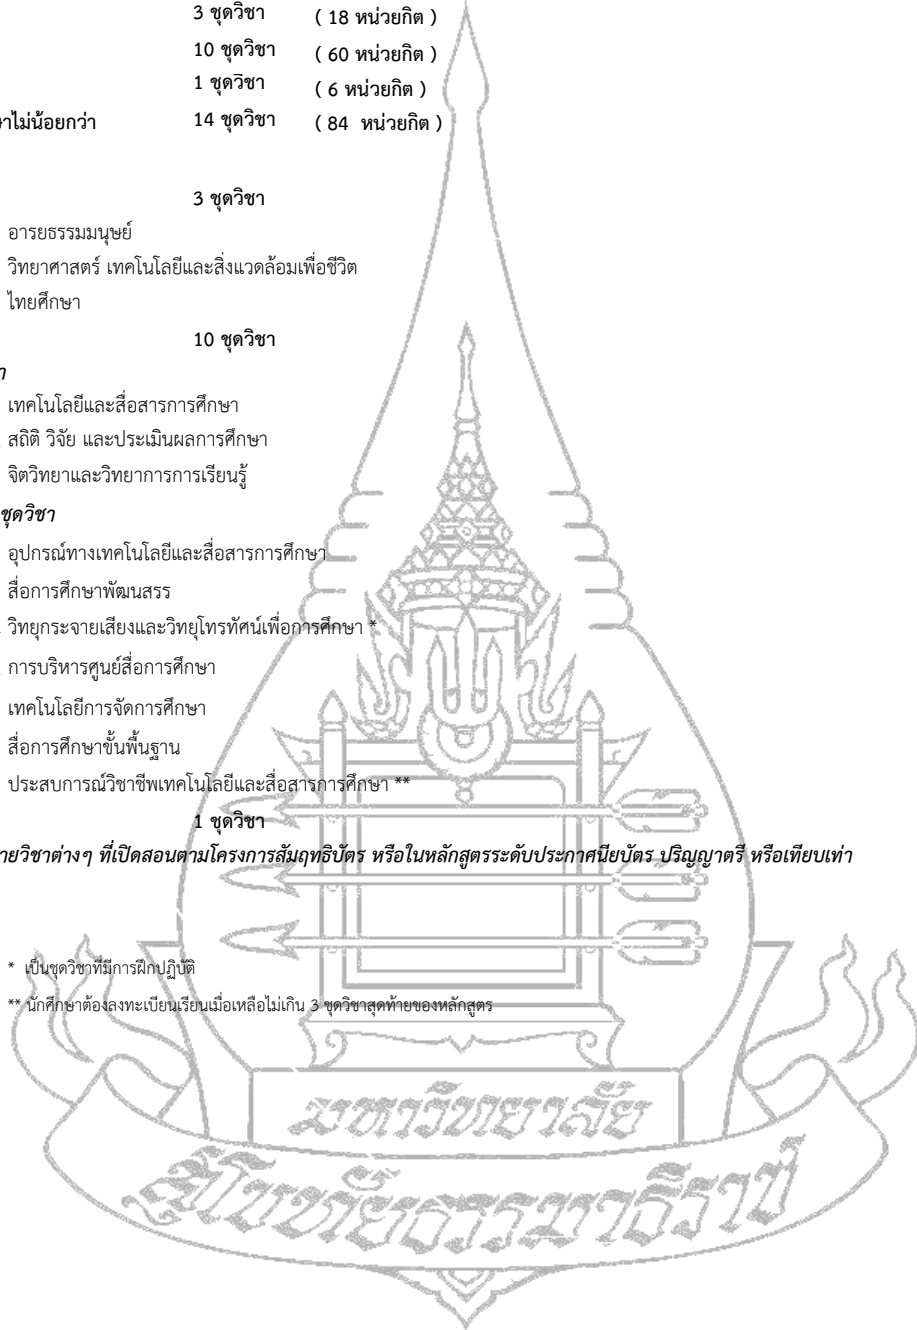 3 ชุดวิชา ( 18 หน่วยกิต )
10 ชุดวิชา ( 60 หน่วยกิต )
1 ชุดวิชา ( 6 หน่วยกิต )
าไม่น้อยกว่า 14 ชุดวิชา ( 84 หน่วยกิต )
3 ชุดวิชา
อารยธรรมมนุษย์
วิทยาศาสตร์ เทคโนโลยีและสิ่งแวดล้อมเพื่อชีวิต
ไทยศึกษา
10 ชุดวิชา
า
เทคโนโลยีและสื่อสารการศึกษา
สถิติ วิจัย และประเมินผลการศึกษา
จิตวิทยาและวิทยาการการเรียนรู้
ชุดวิชา
อุปกรณ์ทางเทคโนโลยีและสื่อสารการศึกษา
สื่อการศึกษาพัฒนสรร
วิทยุกระจายเสียงและวิทยุโทรทัศน์เพื่อการศึกษา *
การบริหารศูนย์สื่อการศึกษา
เทคโนโลยีการจัดการศึกษา
สื่อการศึกษาขั้นพื้นฐาน
ประสบการณ์วิชาชีพเทคโนโลยีและสื่อสารการศึกษา **
1 ชุดวิชา
ายวิชาต่างๆ ที่เปิดสอนตามโครงการสัมฤทธิบัตร หรือในหลักสูตรระดับประกาศนียบัตร ปริญญาตรี หรือเทียบเท่า
* เป็นชุดวิชาที่มีการฝึกปฏิบัติ
** นักศึกษาต้องลงทะเบียนเรียนเมื่อเหลือไม่เกิน 3 ชุดวิชาสุดท้ายของหลักสูตร
มหาวิทยาลัย
สุโขทัยธรรมาธิราช